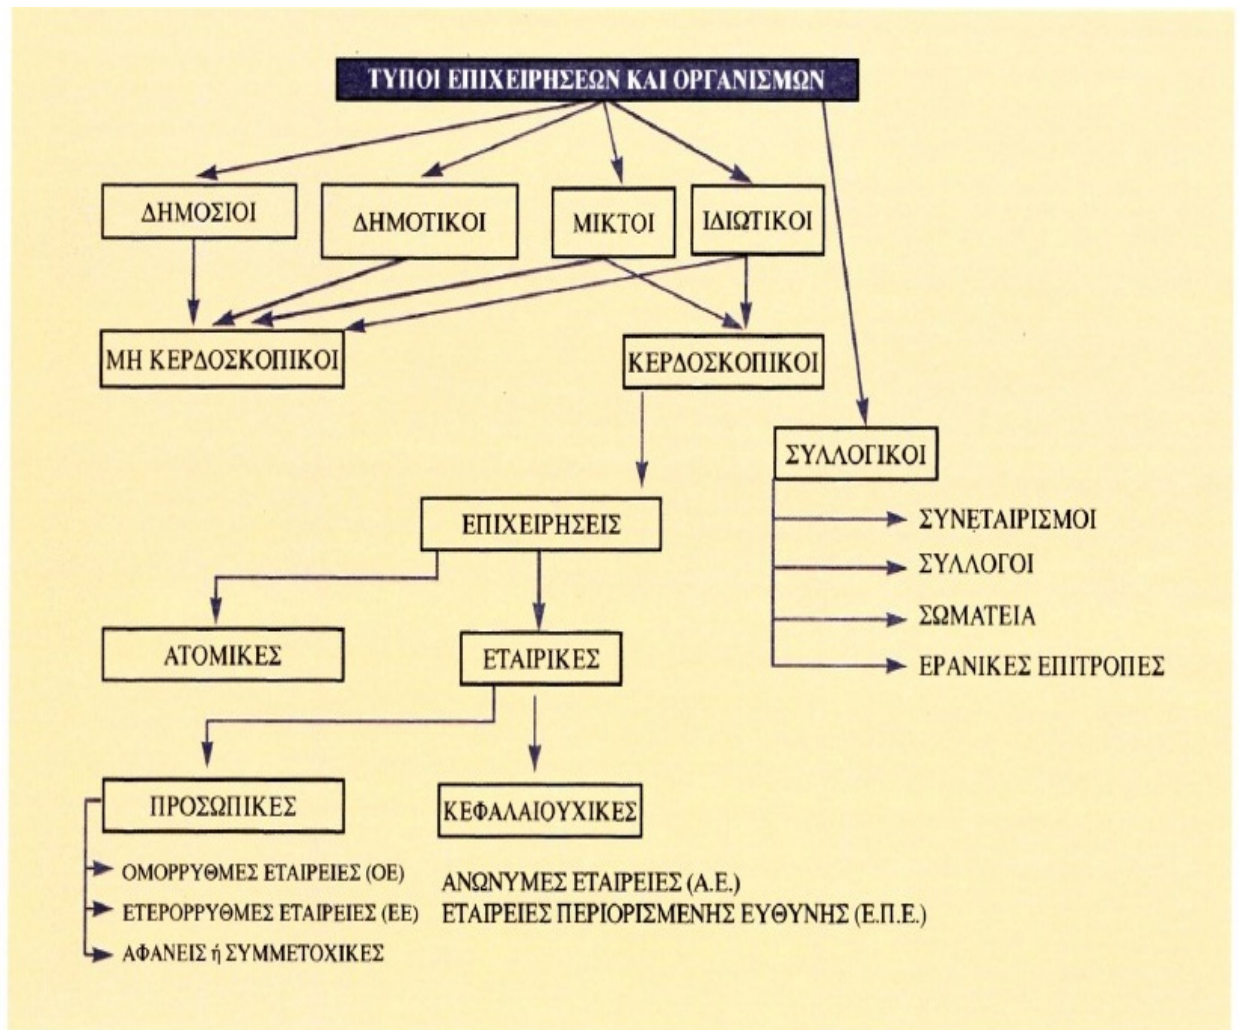 ΤΥΠΟΙ ΕΠΙΧΕΙΡΗΣΕΩΝ ΚΑΙ ΟΡΓΑΝΙΣΜΩΝ
ΔΗΜΟΣΙΟΙ
ΔΗΜΟΤΙΚΟΙ
ΜΙΚΤΟΙ
ΙΔΙΩΤΙΚΟΙ
ΜΗ ΚΕΡΔΟΣΚΟΠΙΚΟΙ
ΚΕΡΔΟΣΚΟΠΙΚΟΙ
ΣΥΛΛΟΓΙΚΟΙ
ΣΥΝΕΤΑΙΡΙΣΜΟΙ
ΣΥΛΛΟΓΟΙ
ΣΩΜΑΤΕΙΑ
ΕΡΑΝΙΚΕΣ ΕΠΙΤΡΟΠΕΣ
ΕΠΙΧΕΙΡΗΣΕΙΣ
ΑΤΟΜΙΚΕΣ
ΕΤΑΙΡΙΚΕΣ
ΠΡΟΣΩΠΙΚΕΣ
ΚΕΦΑΛΑΙΟΥΧΙΚΕΣ
ΟΜΟΡΡΥΘΜΕΣ ΕΤΑΙΡΕΙΕΣ (ΟΕ)
ΕΤΕΡΟΡΡΥΘΜΕΣ ΕΤΑΙΡΕΙΕΣ (ΕΕ)
ΑΦΑΝΕΙΣ ή ΣΥΜΜΕΤΟΧΙΚΕΣ
ΑΝΩΝΥΜΕΣ ΕΤΑΙΡΕΙΕΣ (Α.Ε.)
ΕΤΑΙΡΕΙΕΣ ΠΕΡΙΟΡΙΣΜΕΝΗΣ ΕΥΘΥΝΗΣ (Ε.Π.Ε.)